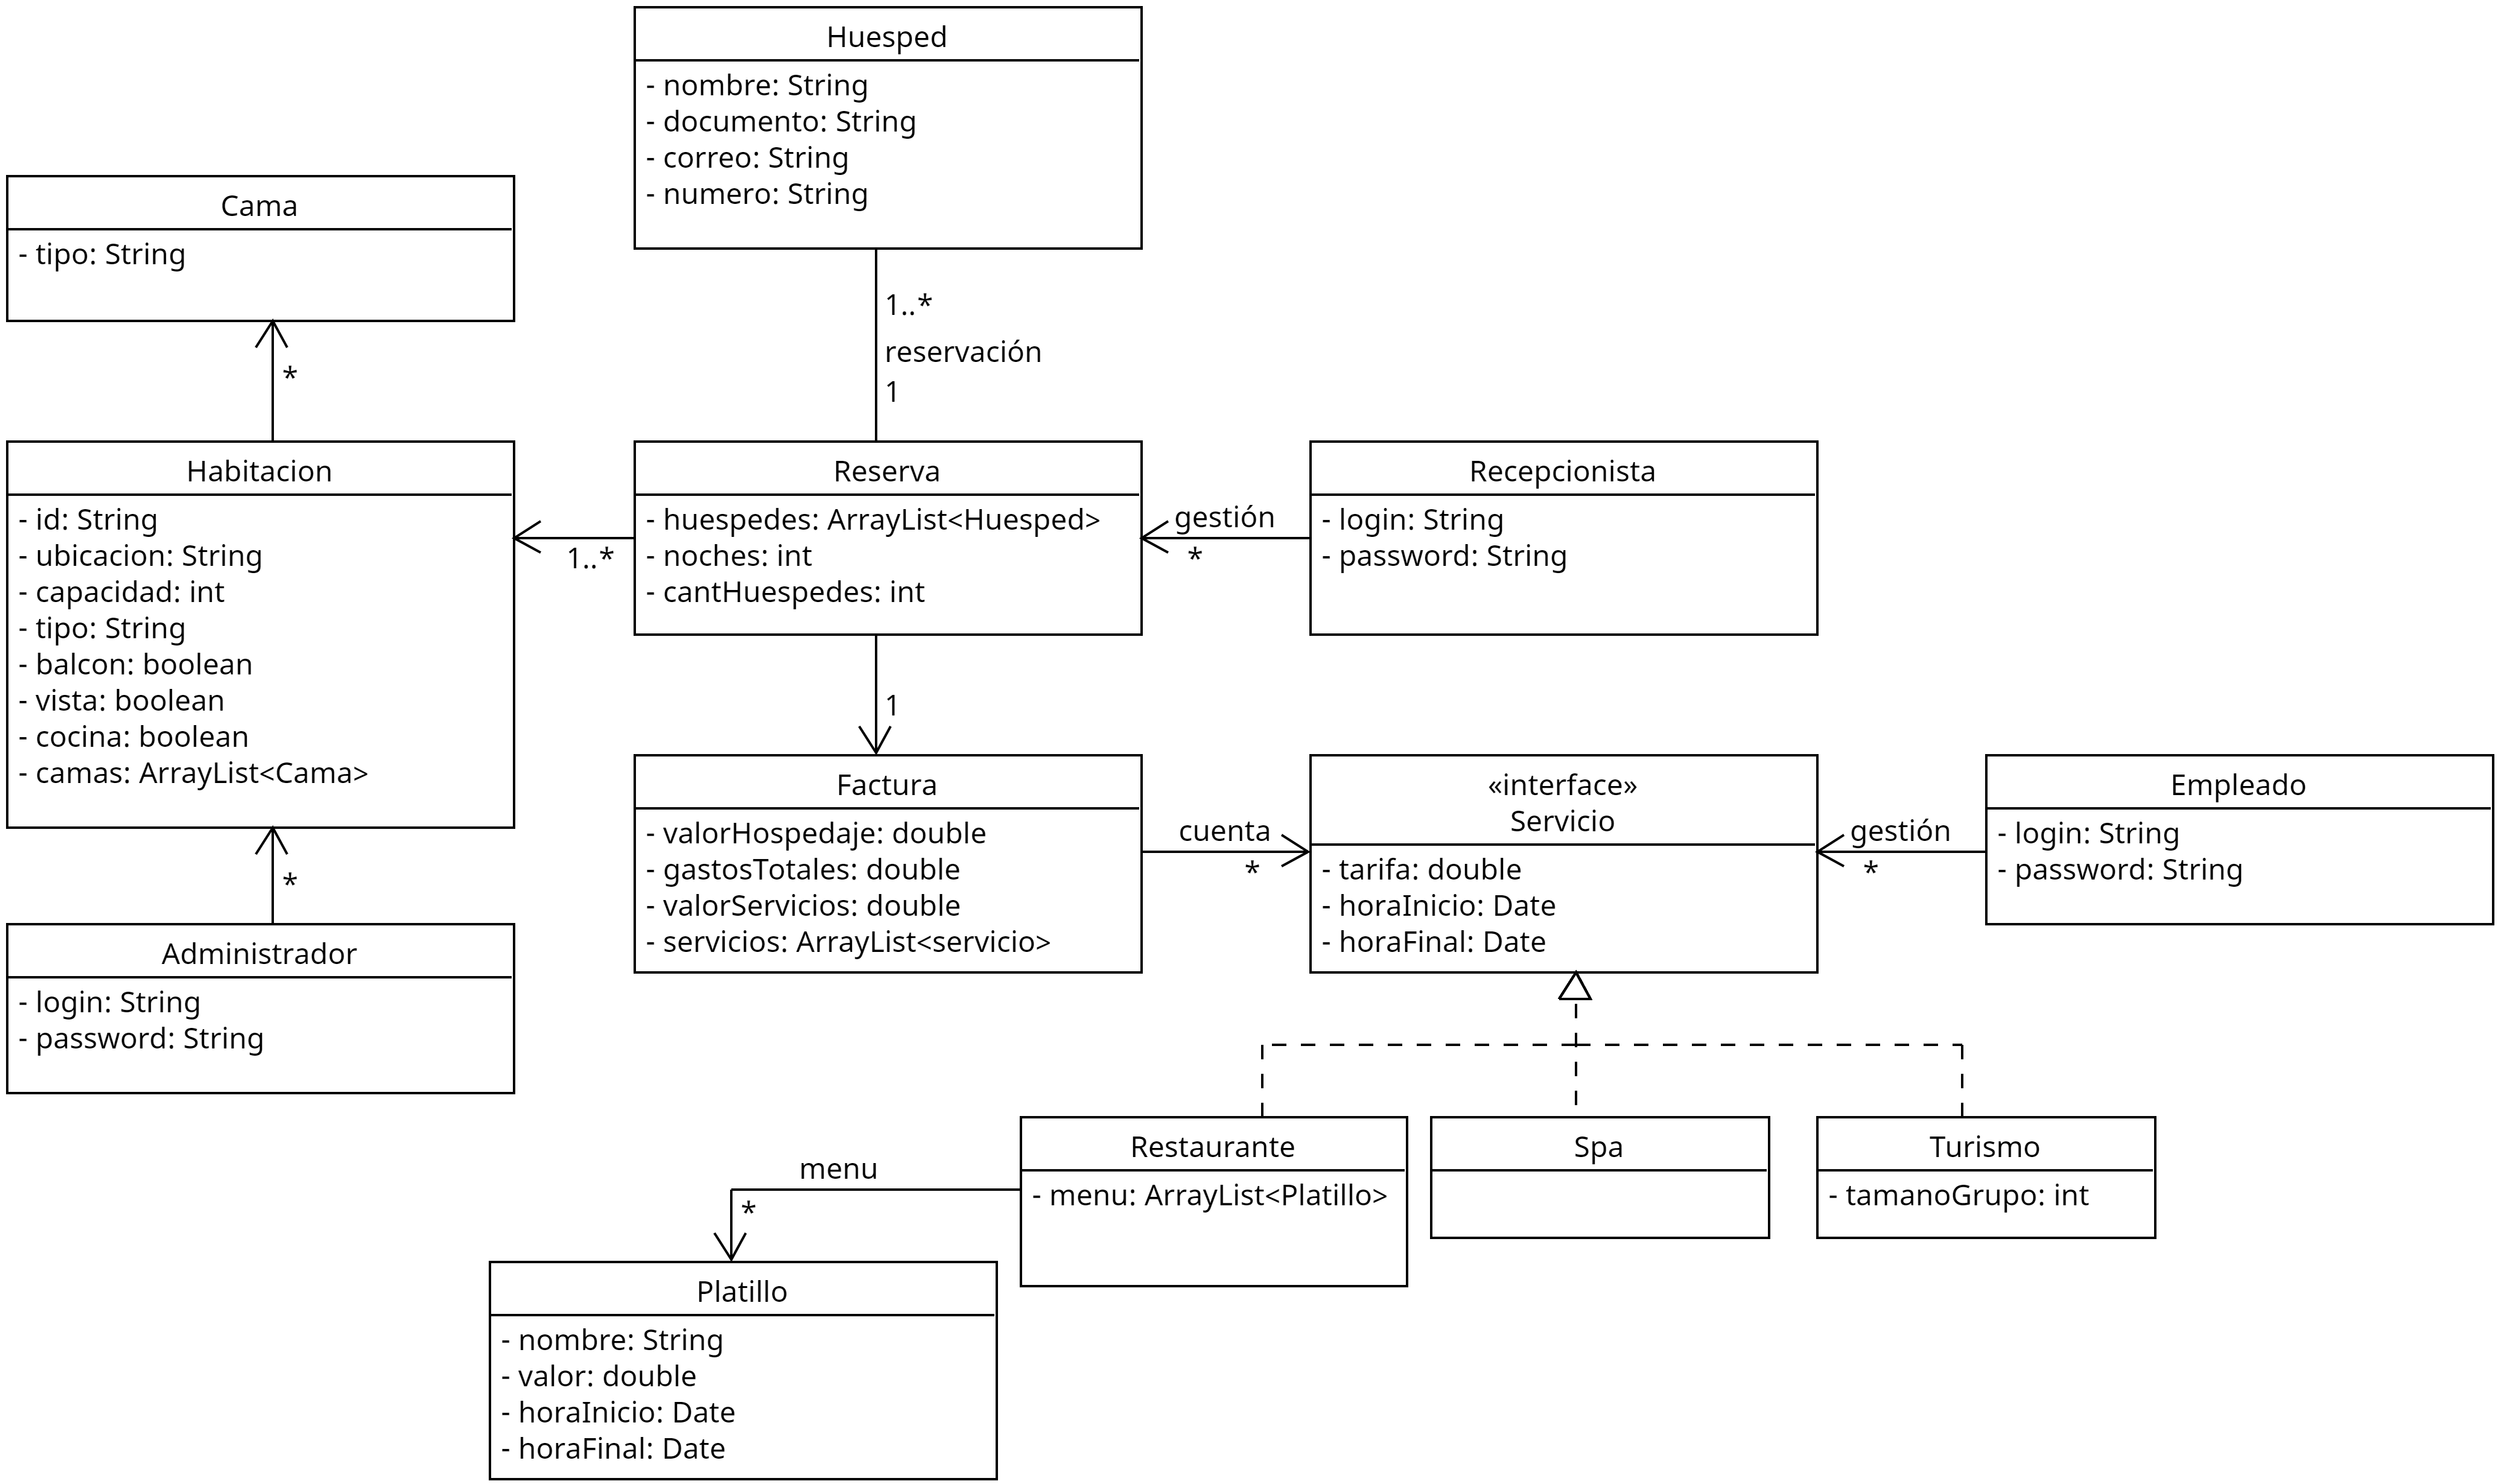 Huesped
- nombre: String
- documento: String
- correo: String
- numero: String
Cama
- tipo: String
1..*
reservación
1
*
Habitacion
- id: String
- ubicacion: String
- capacidad: int
- tipo: String
- balcon: boolean
- vista: boolean
- cocina: boolean
- camas: ArrayList<Cama>
1..*
Reserva
- huespedes: ArrayList<Huesped>
- noches: int
- cantHuespedes: int
gestión
*
Recepcionista
- login: String
- password: String
1
*
Administrador
- login: String
- password: String
Factura
- valorHospedaje: double
- gastosTotales: double
- valorServicios: double
- servicios: ArrayList<servicio>
cuenta
*
«interface»
Servicio
- tarifa: double
- horaInicio: Date
- horaFinal: Date
gestión
*
Empleado
- login: String
- password: String
Restaurante
- menu: ArrayList<Platillo>
Spa
Turismo
- tamanoGrupo: int
menu
*
Platillo
- nombre: String
- valor: double
- horaInicio: Date
- horaFinal: Date